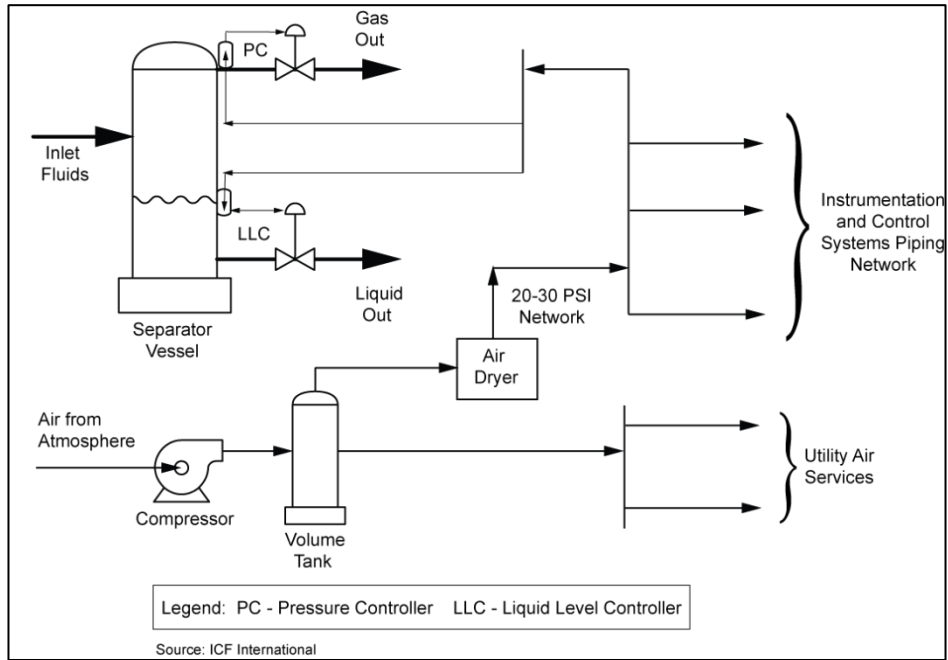 Gas
Out
PC
Inlet
Fluids
LLC
Liquid
Out
Separator
Vessel
20-30 PSI
Network
Instrumentation
and Control
Systems Piping
Network
Air
Dryer
Air from
Atmosphere
Compressor
Volume
Tank
Utility Air
Services
Legend: PC - Pressure Controller LLC - Liquid Level Controller
Source: ICF International